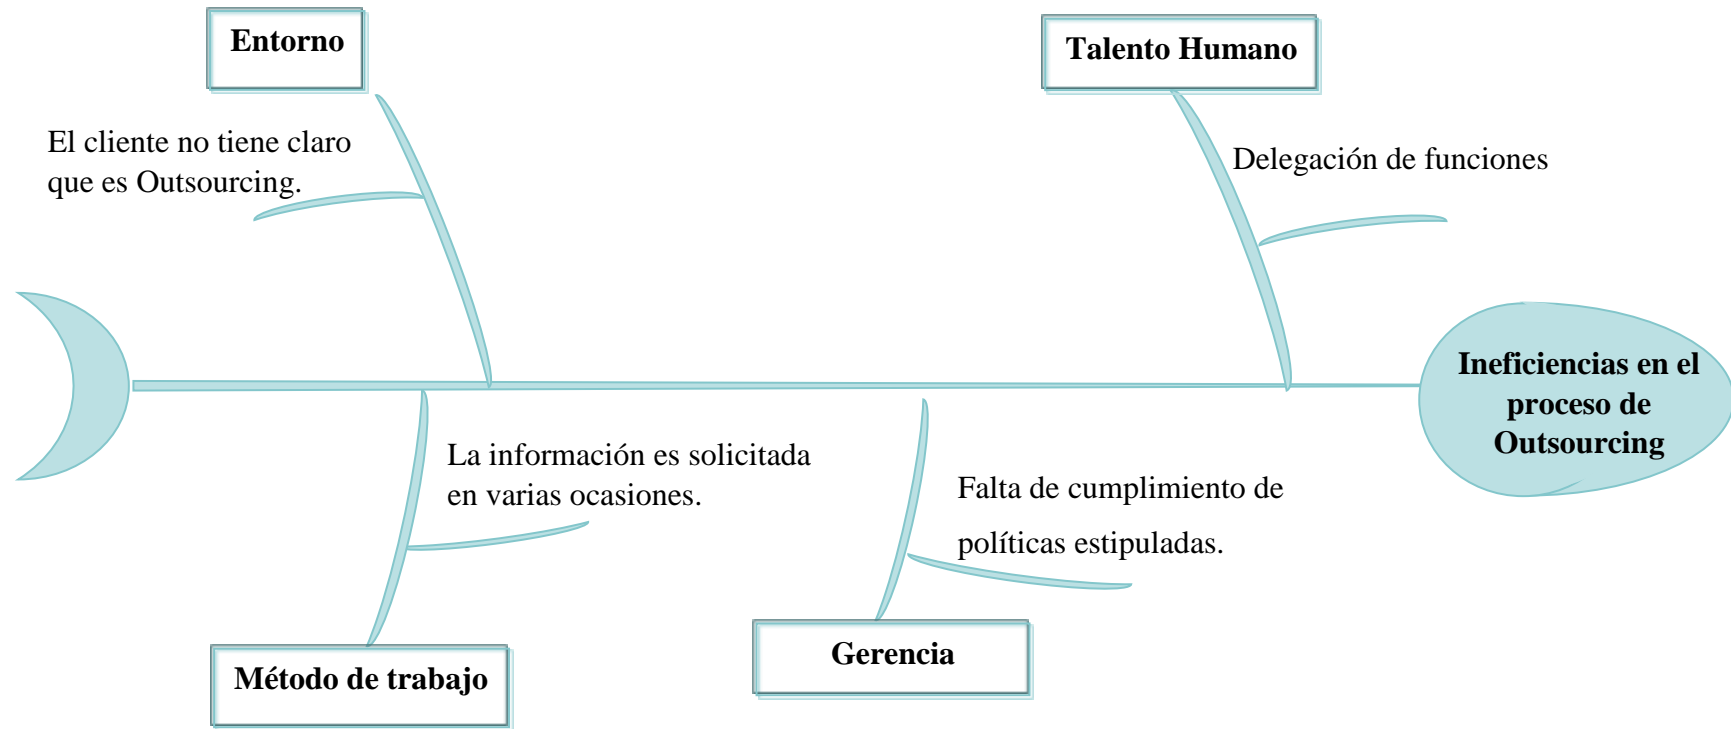 Entorno
Talento Humano
El cliente no tiene claro
que es Outsourcing.
Delegación de funciones
Ineficiencias en el
proceso de
Outsourcing
La información es solicitada
en varias ocasiones.
Falta de cumplimiento de
políticas estipuladas.
Método de trabajo
Gerencia